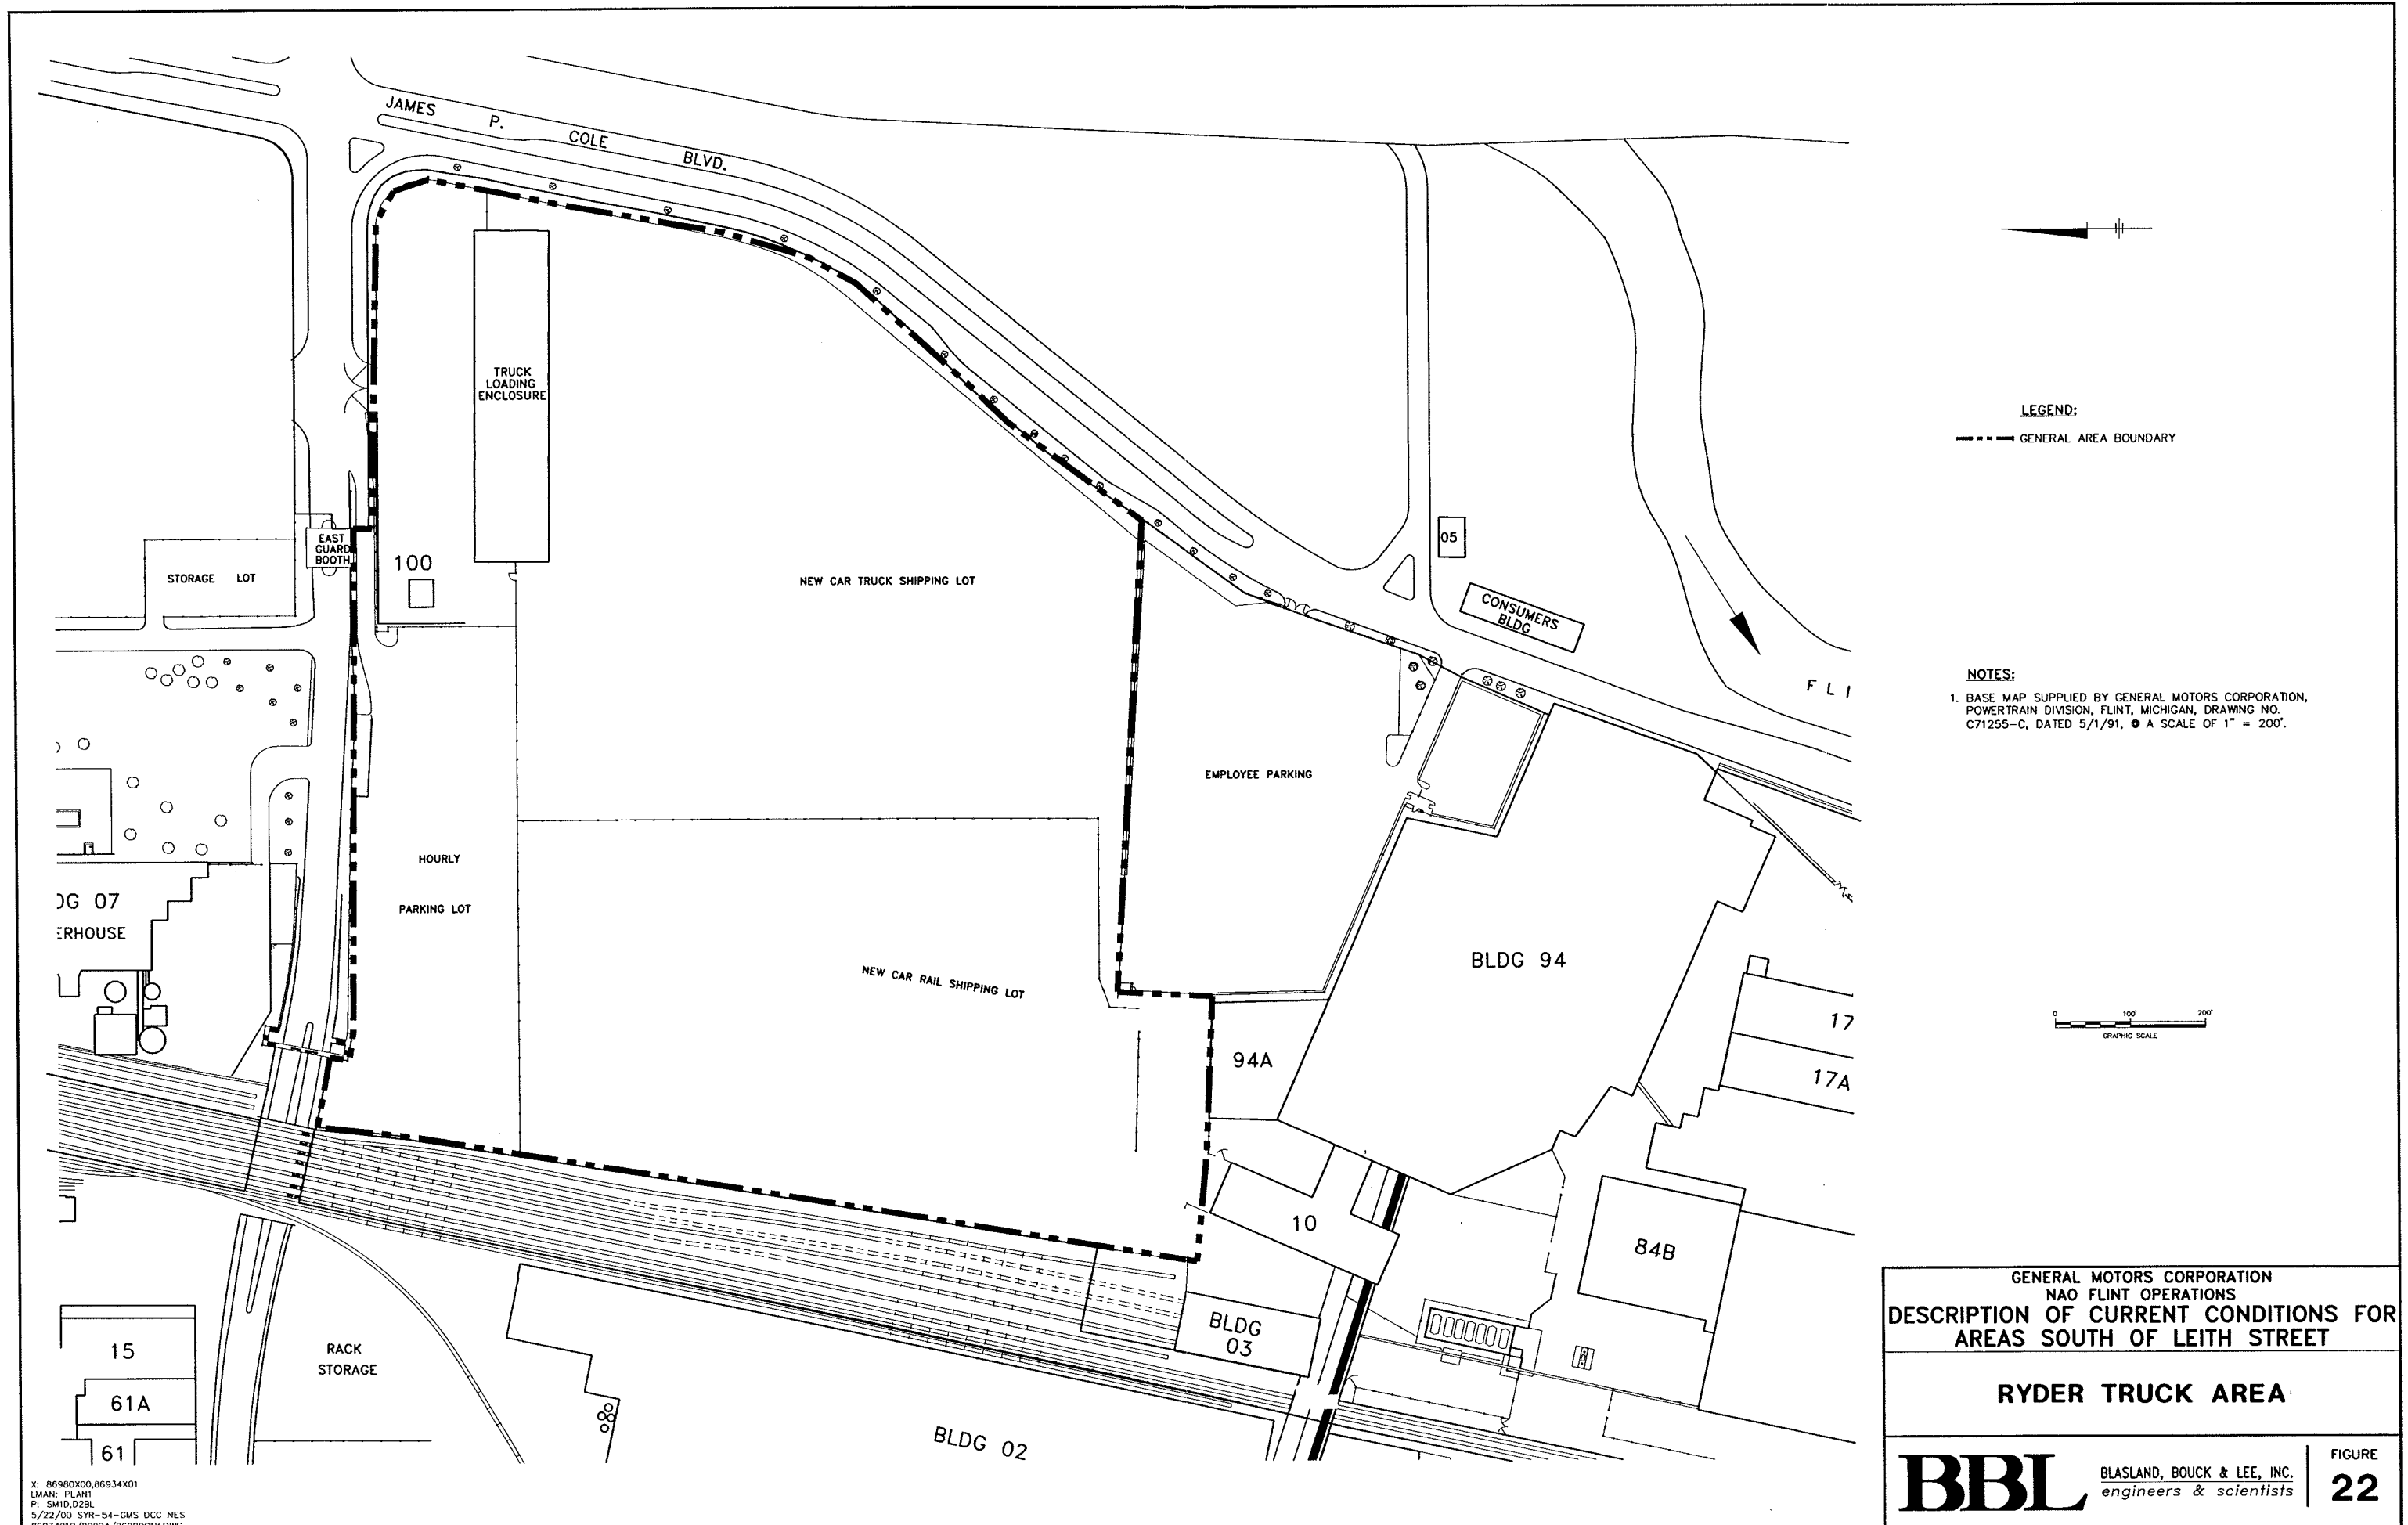 JAMES P. COLE BLVD.
TRUCK
LOADING
ENCLOSURE
EAST
GUARD
BOOTH
100
STORAGE LOT
NEW CAR TRUCK SHIPPING LOT
05
CONSUMERS
BLDG
FLI
EMPLOYEE PARKING
HOURLY
PARKING LOT
DG 07
ERHOUSE
NEW CAR RAIL SHIPPING LOT
BLDG 94
94A
17
17A
10
84B
BLDG
03
15
61A
61
RACK
STORAGE
BLDG 02
LEGEND:
GENERAL AREA BOUNDARY
NOTES:
1. BASE MAP SUPPLIED BY GENERAL MOTORS CORPORATION,
POWERTRAIN DIVISION, FLINT, MICHIGAN, DRAWING NO.
C71255-C, DATED 5/1/91, @ A SCALE OF 1" = 200'.
0 100' 200'
GRAPHIC SCALE
GENERAL MOTORS CORPORATION
NAO FLINT OPERATIONS
DESCRIPTION OF CURRENT CONDITIONS FOR
AREAS SOUTH OF LEITH STREET
RYDER TRUCK AREA
BBL
BLASLAND, BOUCK & LEE, INC.
engineers & scientists
FIGURE
22
X: 86980X00,86934X01
LMAN: PLAN1
P: SM1D,D2BL
5/22/00 SYR-54-GMS DCC NES